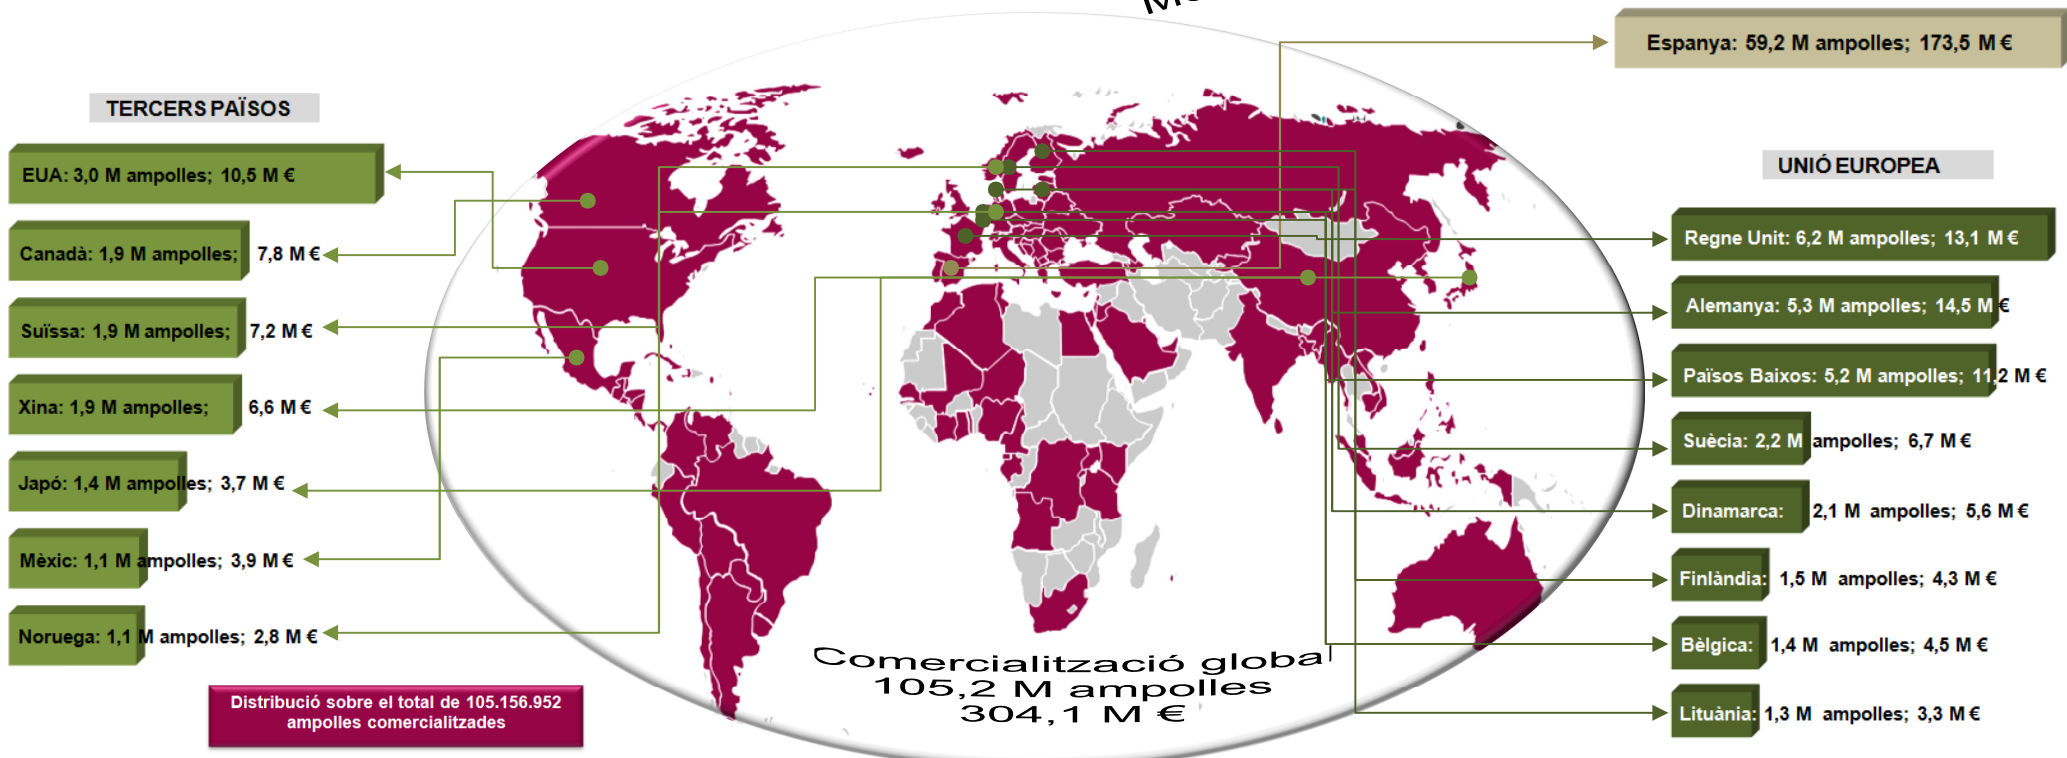 Espanya: 59,2 M ampolles; 173,5 M €
TERCERS PAÏSOS
EUA: 3,0 M ampolles; 10,5 M €
Canadà: 1,9 M ampolles; 7,8 M €
Suïssa: 1,9 M ampolles; 7,2 M €
Xina: 1,9 M ampolles; 6,6 M €
Japó: 1,4 M ampolles; 3,7 M €
Mèxic: 1,1 M ampolles; 3,9 M €
Noruega: 1,1 M ampolles; 2,8 M €
UNIÓ EUROPEA
Regne Unit: 6,2 M ampolles; 13,1 M €
Alemanya: 5,3 M ampolles; 14,5 M €
Països Baixos: 5,2 M ampolles; 11,2 M €
Suècia: 2,2 M ampolles; 6,7 M €
Dinamarca: 2,1 M ampolles; 5,6 M €
Finlàndia: 1,5 M ampolles; 4,3 M €
Bèlgica: 1,4 M ampolles; 4,5 M €
Lituània: 1,3 M ampolles; 3,3 M €
Comercialització global
105,2 M ampolles
304,1 M €
Distribució sobre el total de 105.156.952
ampolles comercialitzades